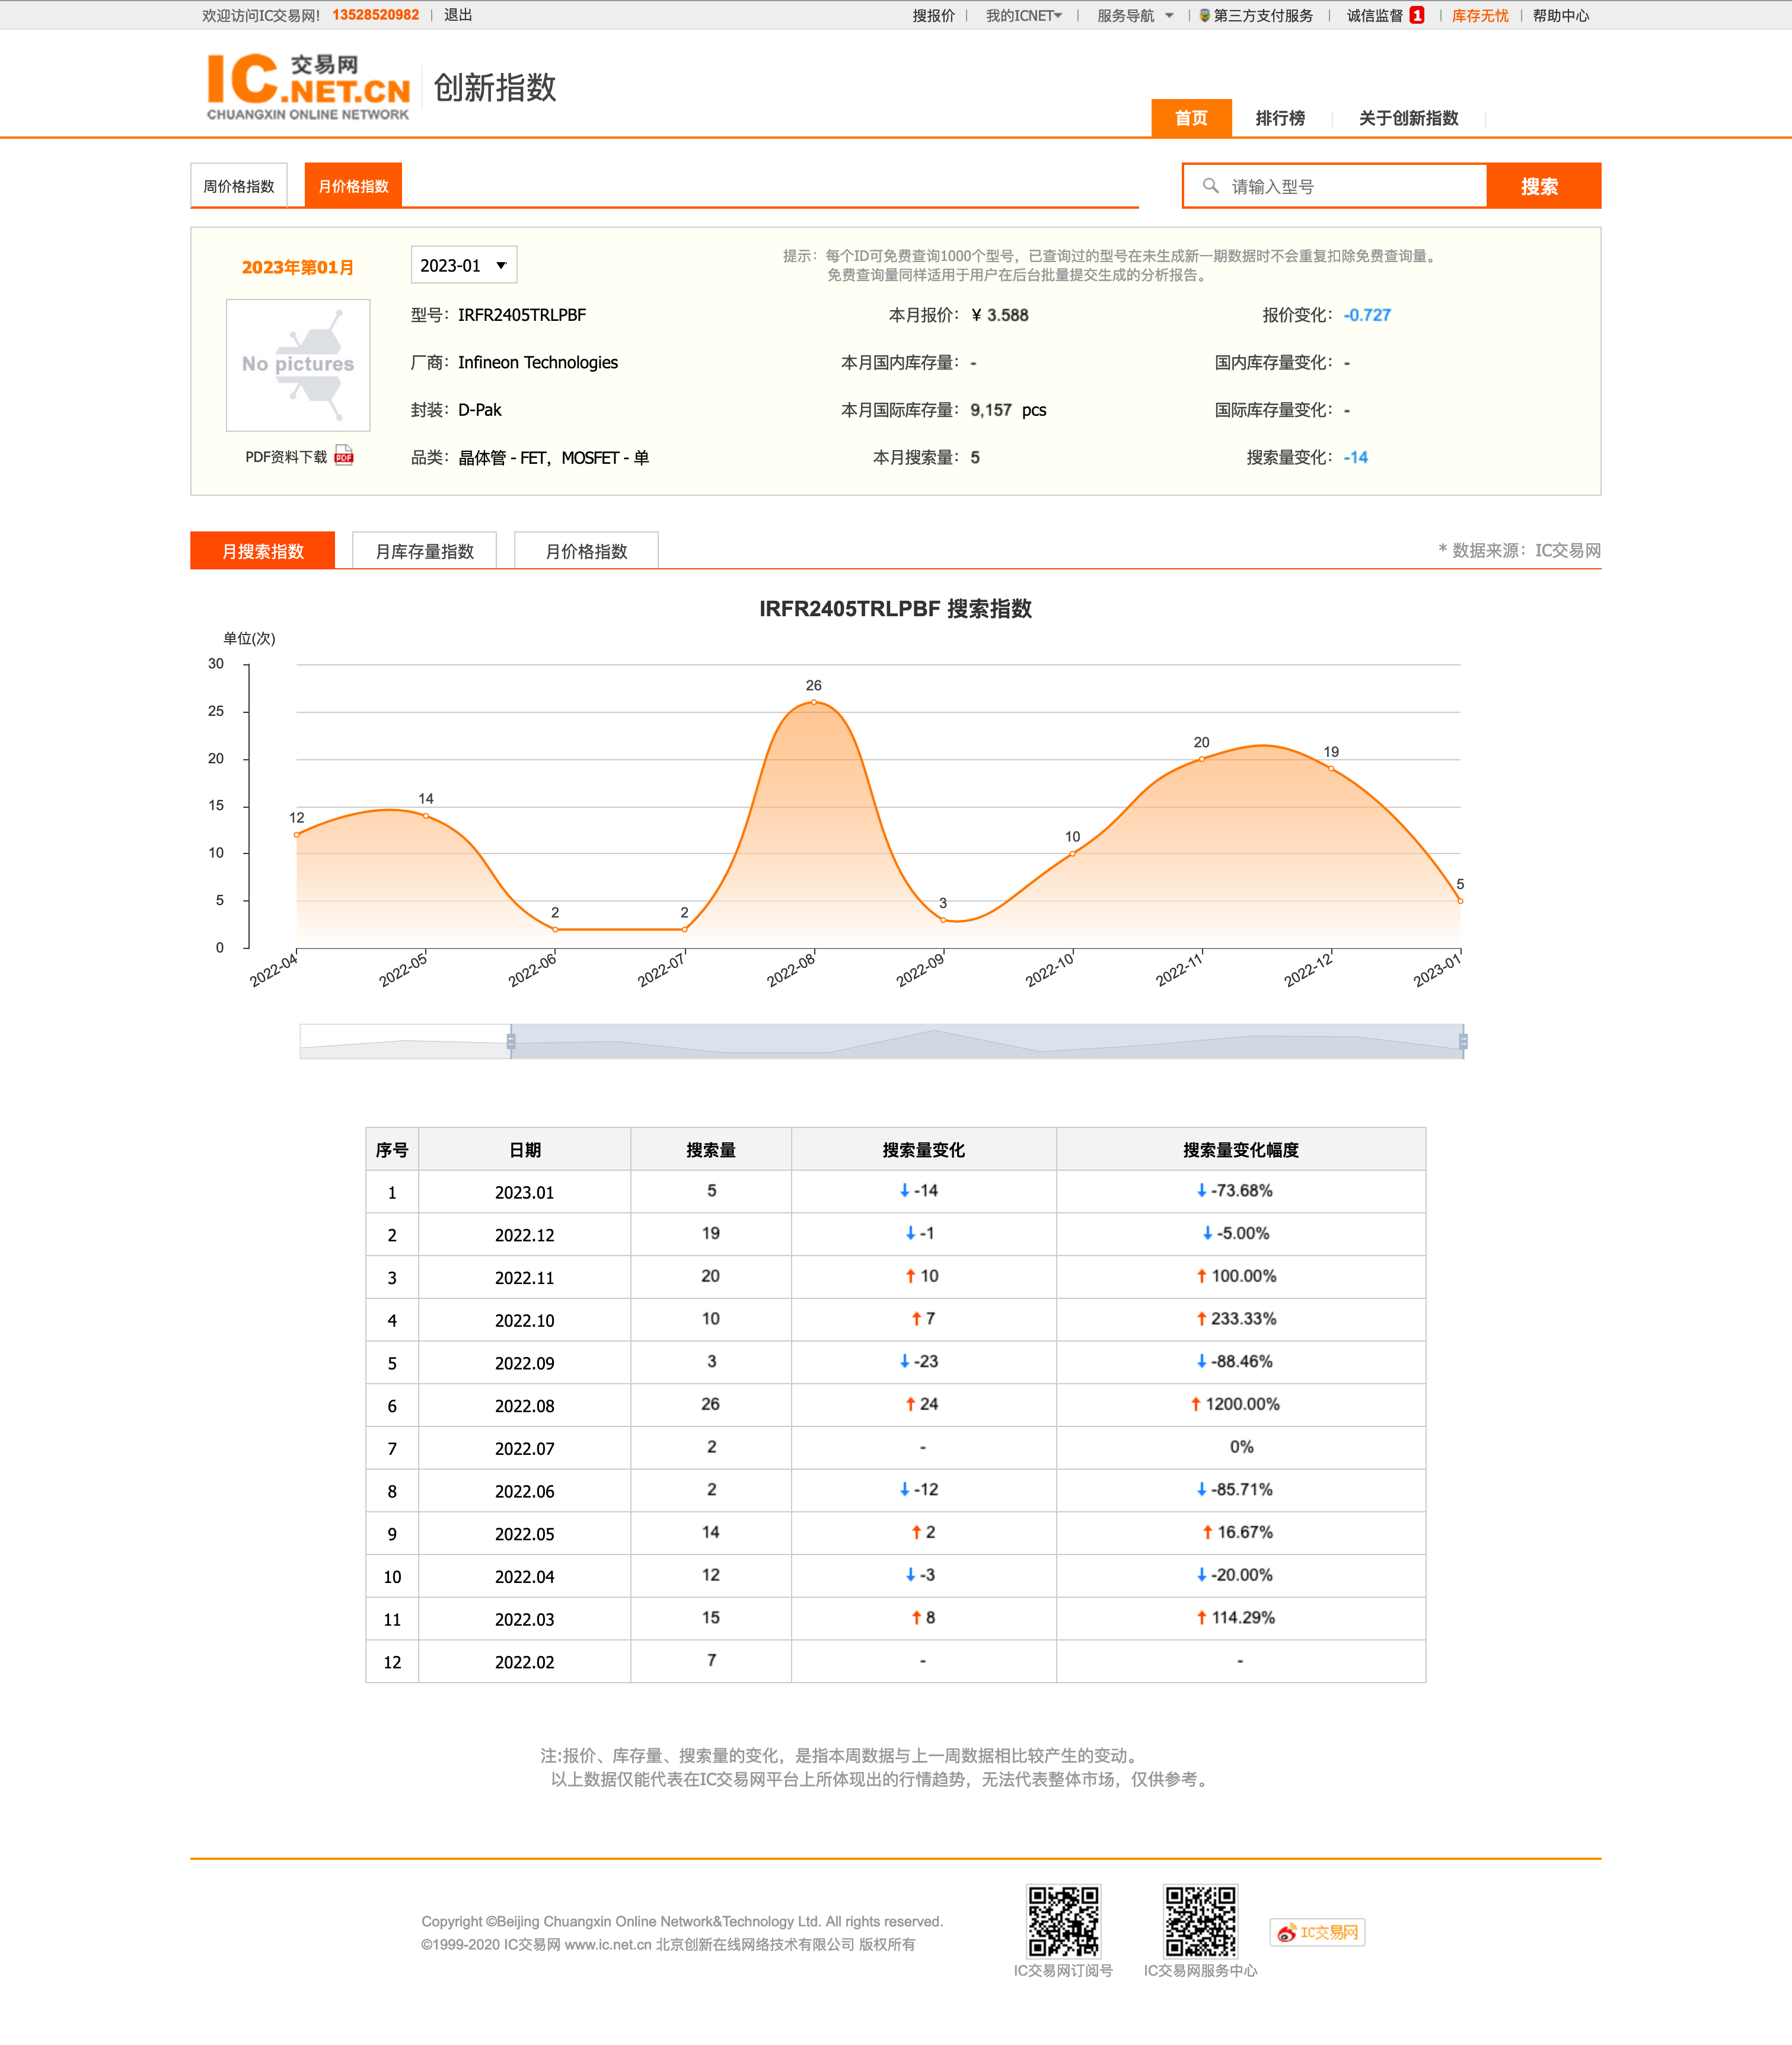 欢迎访问IC交易网! 13528520982 | 退出 搜报价 | 我的ICNET | 服务导航 | 第三方支付服务 | 诚信监督 1 | 库存无忧 | 帮助中心
IC.NET.CN 交易网
CHUANGXIN ONLINE NETWORK
创新指数
首页 排行榜 关于创新指数
周价格指数 月价格指数 请输入型号 搜索
2023年第01月 2023-01
提示：每个ID可免费查询1000个型号，已查询过的型号在未生成新一期数据时不会重复扣除免费查询量。
免费查询量同样适用于用户在后台批量提交生成的分析报告。
No pictures
PDF资料下载 PDF
型号：IRFR2405TRLPBF 本月报价：¥ 3.588 报价变化：-0.727
厂商：Infineon Technologies 本月国内库存量：- 国内库存量变化：-
封装：D-Pak 本月国际库存量：9,157 pcs 国际库存量变化：-
品类：晶体管 - FET，MOSFET - 单 本月搜索量：5 搜索量变化：-14
月搜索指数 月库存量指数 月价格指数 * 数据来源：IC交易网
IRFR2405TRLPBF 搜索指数
单位(次)
30
25
20
15
10
5
0
12 14 2 2 26 3 10 20 19 5
2022-04 2022-05 2022-06 2022-07 2022-08 2022-09 2022-10 2022-11 2022-12 2023-01
序号 日期 搜索量 搜索量变化 搜索量变化幅度
1 2023.01 5 ↓ -14 ↓ -73.68%
2 2022.12 19 ↓ -1 ↓ -5.00%
3 2022.11 20 ↑ 10 ↑ 100.00%
4 2022.10 10 ↑ 7 ↑ 233.33%
5 2022.09 3 ↓ -23 ↓ -88.46%
6 2022.08 26 ↑ 24 ↑ 1200.00%
7 2022.07 2 - 0%
8 2022.06 2 ↓ -12 ↓ -85.71%
9 2022.05 14 ↑ 2 ↑ 16.67%
10 2022.04 12 ↓ -3 ↓ -20.00%
11 2022.03 15 ↑ 8 ↑ 114.29%
12 2022.02 7 - -
注:报价、库存量、搜索量的变化，是指本周数据与上一周数据相比较产生的变动。
以上数据仅能代表在IC交易网平台上所体现出的行情趋势，无法代表整体市场，仅供参考。
Copyright ©Beijing Chuangxin Online Network&Technology Ltd. All rights reserved.
©1999-2020 IC交易网 www.ic.net.cn 北京创新在线网络技术有限公司 版权所有
IC交易网订阅号
IC交易网服务中心
IC交易网